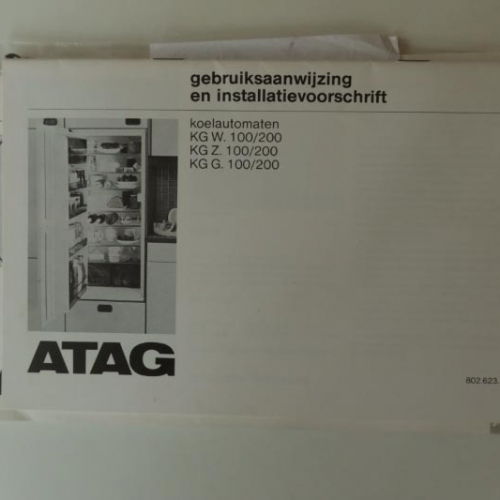 gebruiksaanwijzing
en installatievoorschrift
koelautomaten
KG W. 100/200
KG Z. 100/200
KG G. 100/200
ATAG
802.623.